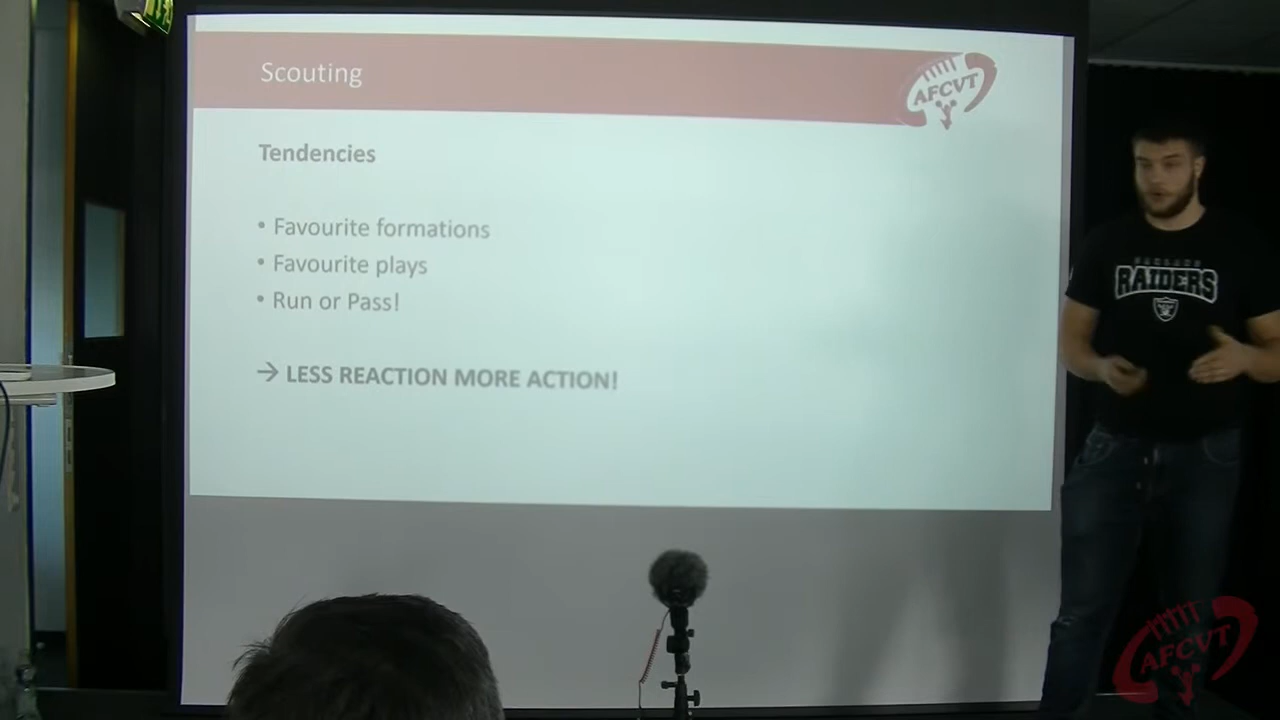 Scouting
AFCVT
Tendencies
• Favourite formations
• Favourite plays
• Run or Pass!
→ LESS REACTION MORE ACTION!
RAIDERS
AFCVT